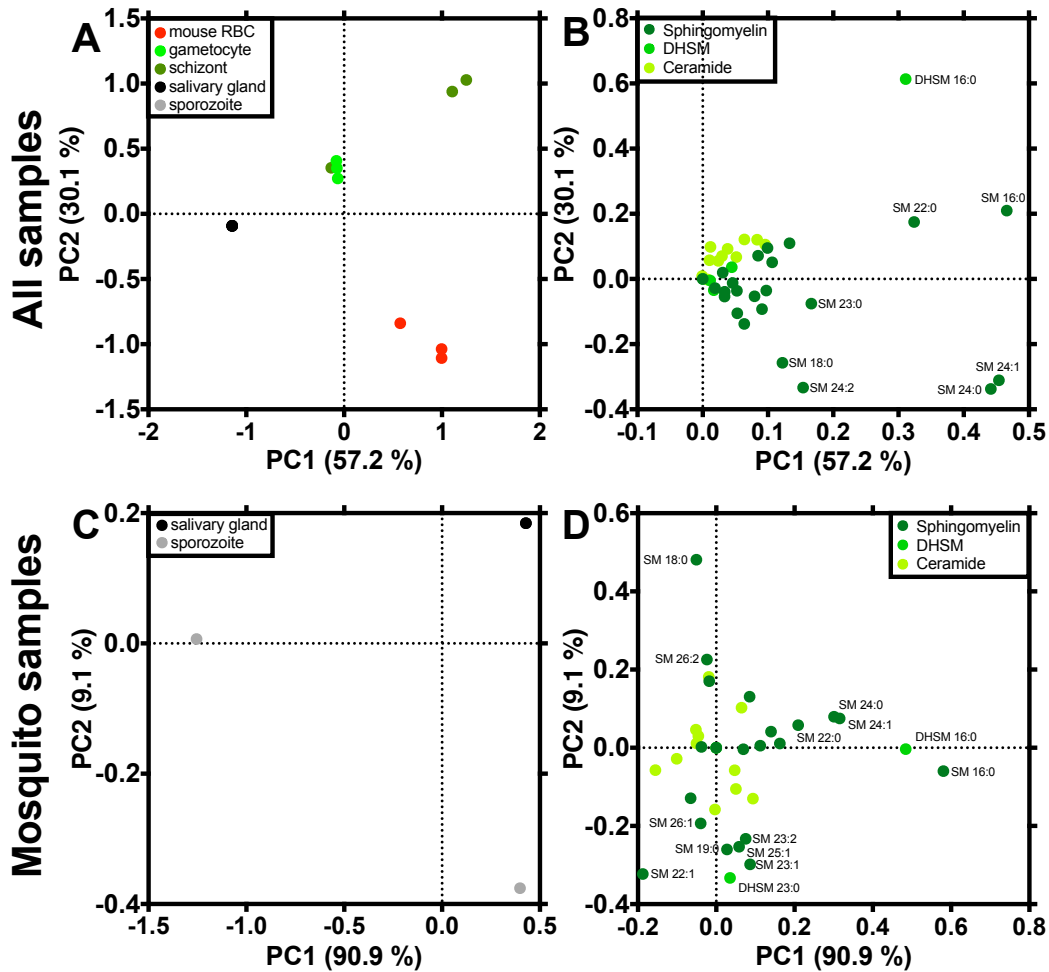 All samples
A
mouse RBC
gametocyte
schizont
salivary gland
sporozoite
1.5
1.0
0.5
0.0
-0.5
-1.0
-1.5
PC2 (30.1 %)
-2
-1
0
1
2
PC1 (57.2 %)
B
Sphingomyelin
DHSM
Ceramide
0.8
0.6
0.4
0.2
0.0
-0.2
-0.4
PC2 (30.1 %)
DHSM 16:0
SM 16:0
SM 22:0
SM 23:0
SM 18:0
SM 24:2
SM 24:1
SM 24:0
-0.1
0.0
0.1
0.2
0.3
0.4
0.5
PC1 (57.2 %)
Mosquito samples
C
salivary gland
sporozoite
0.2
0.0
-0.2
-0.4
PC2 (9.1 %)
-1.5
-1.0
-0.5
0.0
0.5
PC1 (90.9 %)
D
Sphingomyelin
DHSM
Ceramide
0.6
0.4
0.2
0.0
-0.2
-0.4
PC2 (9.1 %)
SM 18:0
SM 26:2
SM 24:0
SM 24:1
SM 22:0
DHSM 16:0
SM 16:0
SM 26:1
SM 23:2
SM 19:0
SM 25:1
SM 23:1
SM 22:1
DHSM 23:0
-0.2
0.0
0.2
0.4
0.6
0.8
PC1 (90.9 %)